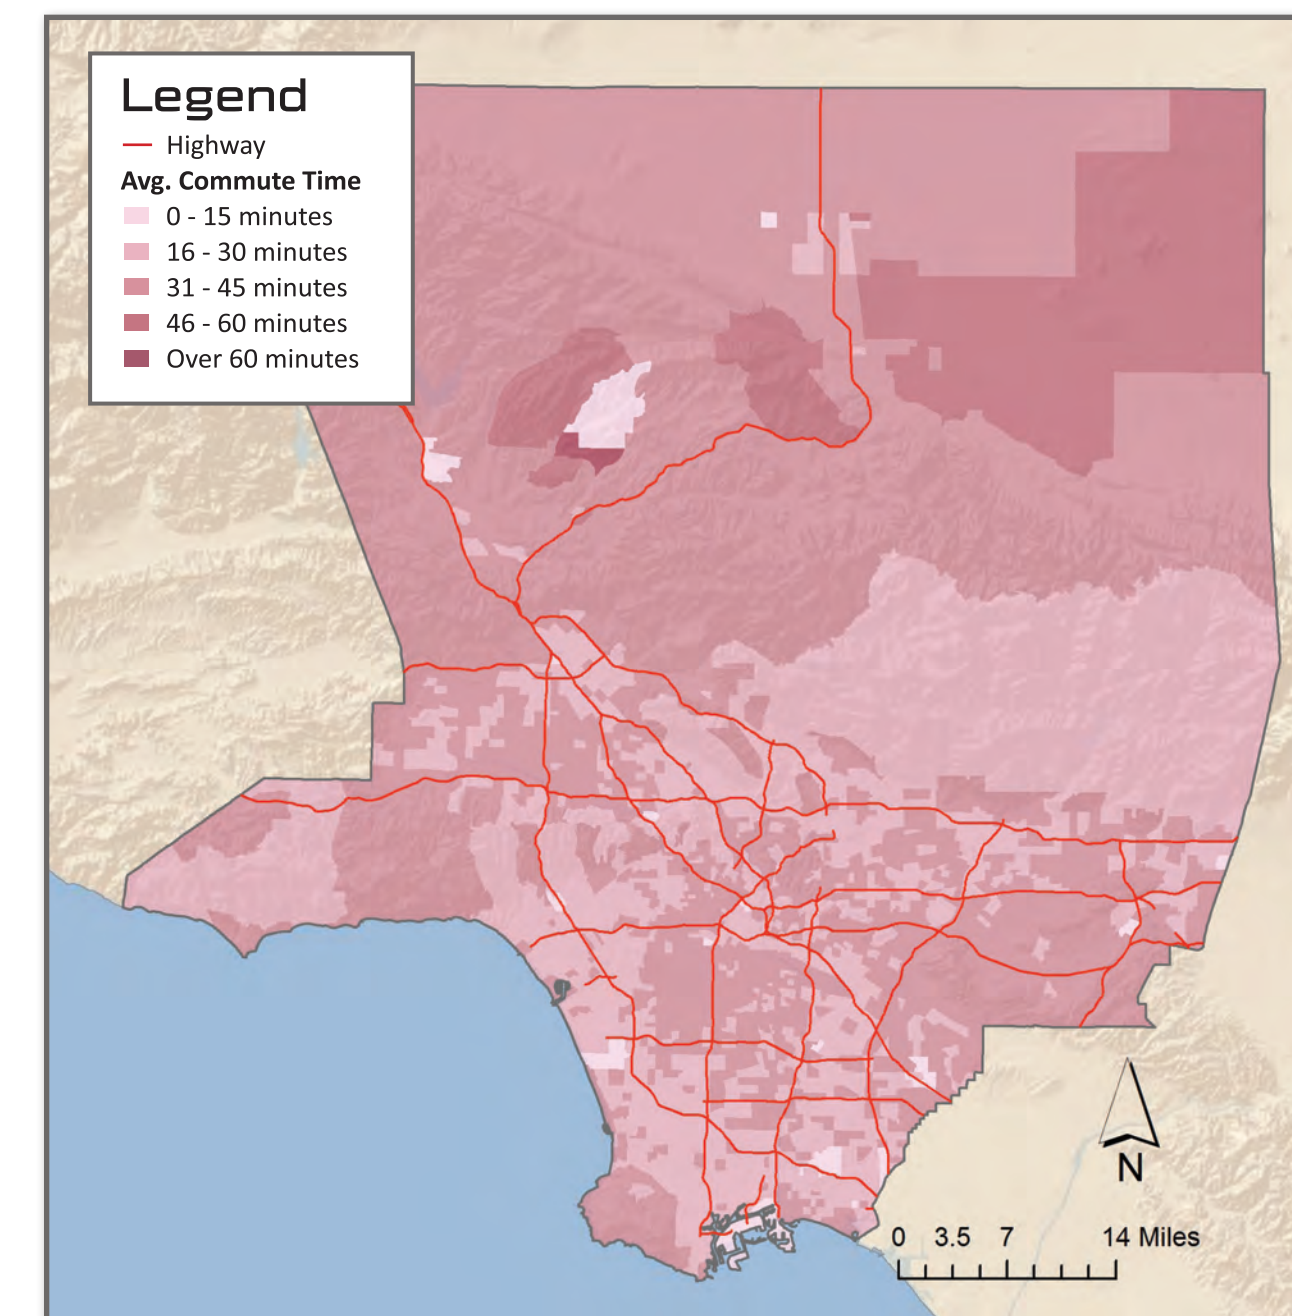 Legend
Highway
Avg. Commute Time
0 - 15 minutes
16 - 30 minutes
31 - 45 minutes
46 - 60 minutes
Over 60 minutes
N
0 3.5 7 14 Miles